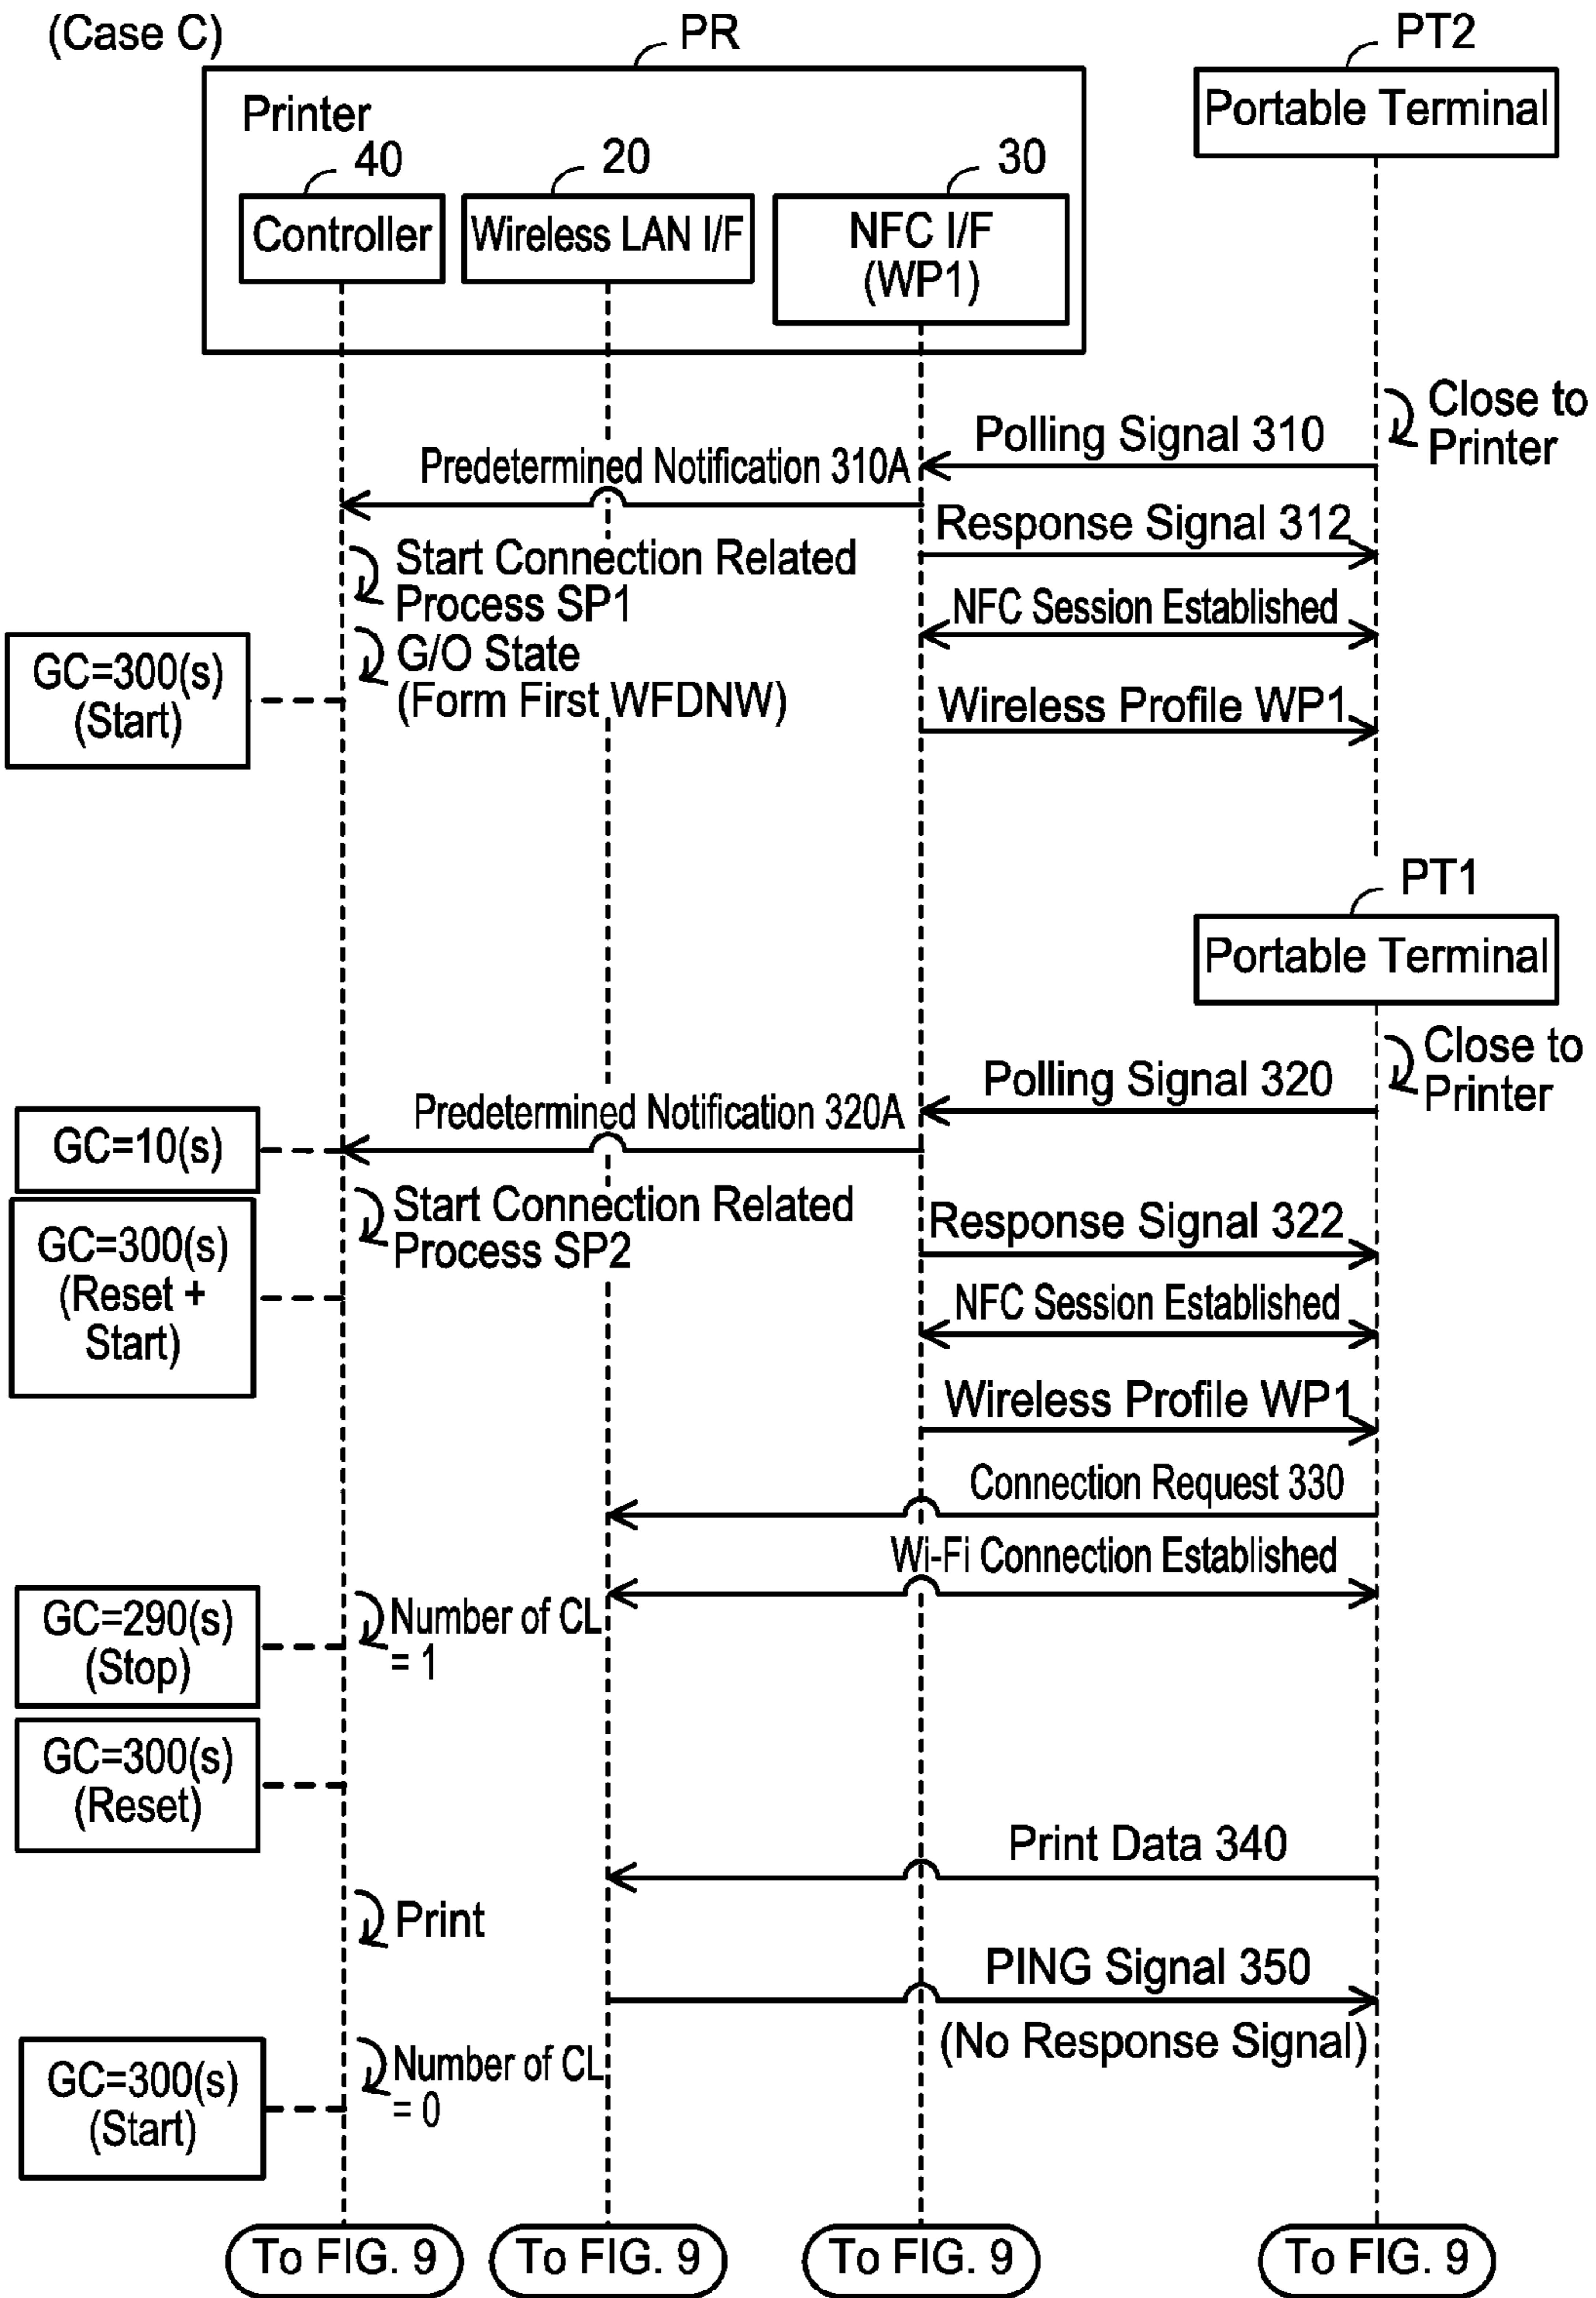 (Case C)
PR
PT2
Printer
Portable Terminal
40
20
30
Controller
Wireless LAN I/F
NFC I/F
(WP1)
Close to
Printer
Polling Signal 310
Predetermined Notification 310A
Response Signal 312
Start Connection Related
Process SP1
NFC Session Established
G/O State
(Form First WFDNW)
GC=300(s)
(Start)
Wireless Profile WP1
PT1
Portable Terminal
Close to
Printer
Polling Signal 320
Predetermined Notification 320A
GC=10(s)
Start Connection Related
Process SP2
Response Signal 322
GC=300(s)
(Reset +
Start)
NFC Session Established
Wireless Profile WP1
Connection Request 330
Wi-Fi Connection Established
Number of CL
= 1
GC=290(s)
(Stop)
GC=300(s)
(Reset)
Print Data 340
Print
PING Signal 350
(No Response Signal)
Number of CL
= 0
GC=300(s)
(Start)
To FIG. 9
To FIG. 9
To FIG. 9
To FIG. 9